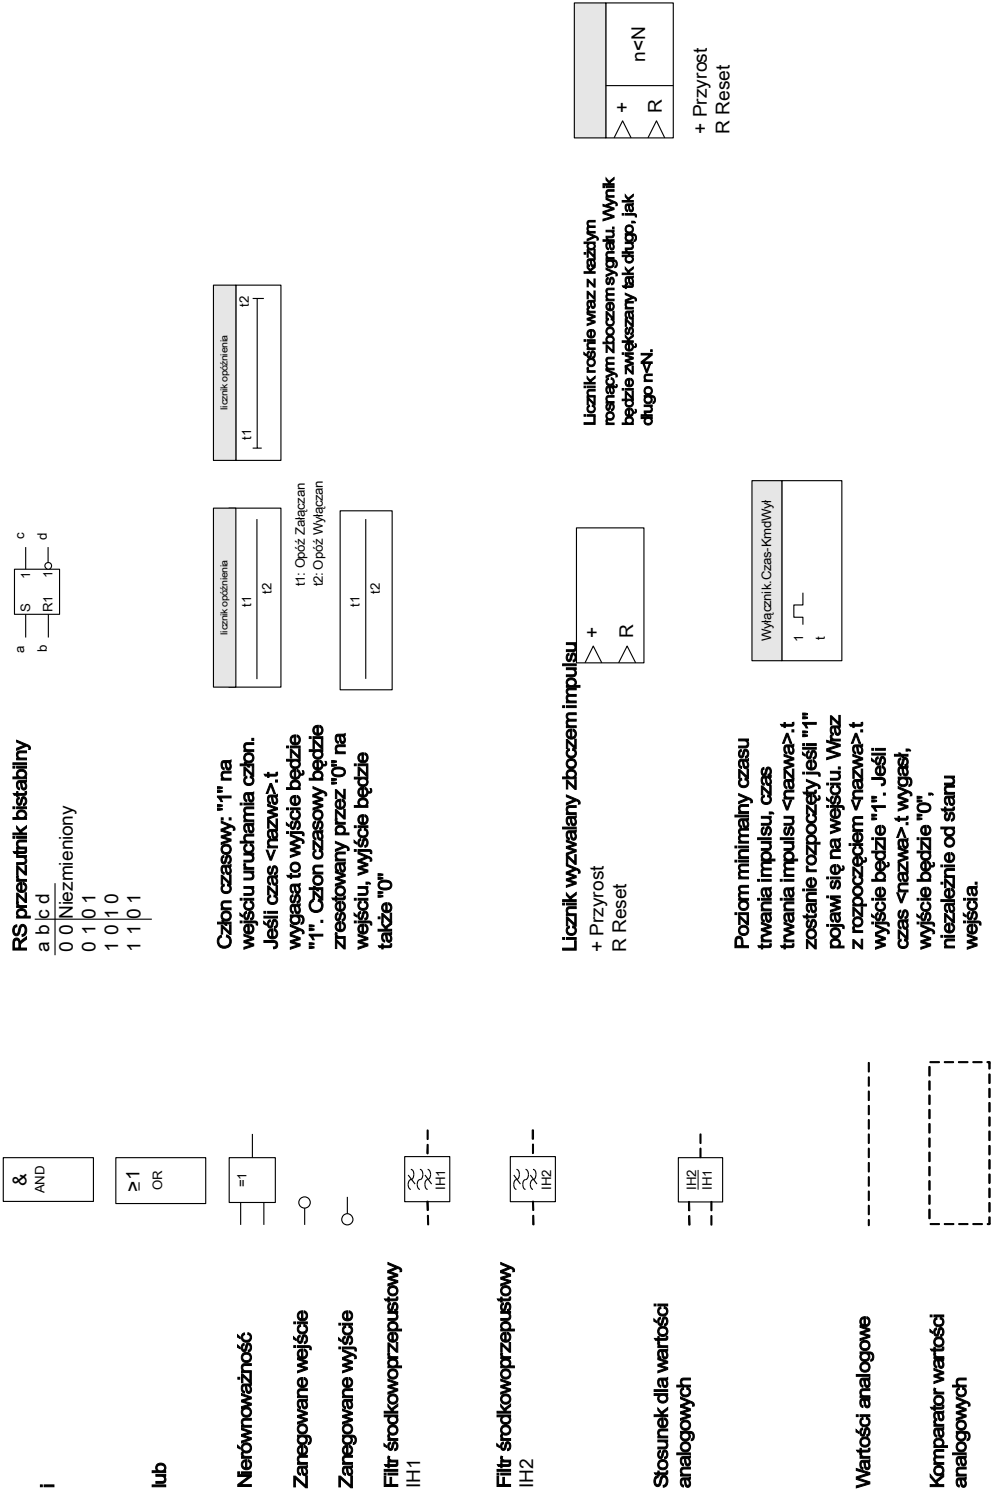 i
&
AND
lub
≥1
OR
Nierównoważność
=1
Zanegowane wejście
Zanegowane wyjście
Filtr środkowoprzepustowy
IH1
IH1
Filtr środkowoprzepustowy
IH2
IH2
Stosunek dla wartości
analogowych
IH2
IH1
Wartości analogowe
Komparator wartości
analogowych
RS przerzutnik bistabilny
a b c d
0 0 Niezmieniony
0 1 0 1
1 0 1 0
1 1 0 1
a
b
S
R1
1
1
c
d
Człon czasowy: "1" na
wejściu uruchamia człon.
Jeśli czas <nazwa>.t
wygasa to wyjście będzie
"1". Człon czasowy będzie
zresetowany przez "0" na
wejściu, wyjście będzie
także "0"
licznik opóźnienia
t1
t2
licznik opóźnienia
t1
t2
t1: Opóź Załączan
t2: Opóź Wyłączan
t1
t2
Licznik wyzwalany zboczem impulsu
+ Przyrost
R Reset
+
R
Licznik rośnie wraz z każdym
rosnącym zboczem sygnału. Wynik
będzie zwiększany tak długo, jak
długo n<N.
+
R
n<N
+ Przyrost
R Reset
Poziom minimalny czasu
trwania impulsu, czas
trwania impulsu <nazwa>.t
zostanie rozpoczęty jeśli "1"
pojawi się na wejściu. Wraz
z rozpoczęciem <nazwa>.t
wyjście będzie "1". Jeśli
czas <nazwa>.t wygasł,
wyjście będzie "0",
niezależnie od stanu
wejścia.
Wyłącznik.Czas-KmdWył
1
t